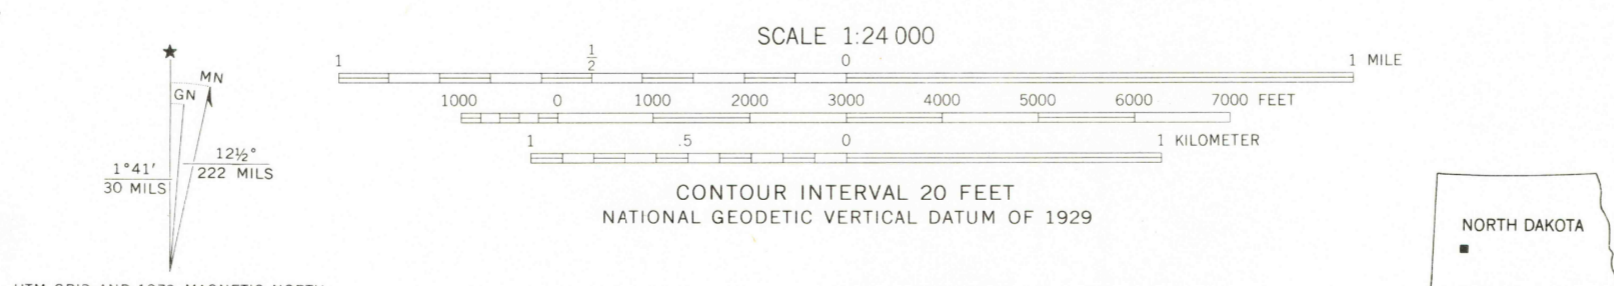 SCALE 1:24 000
1 1/2 0 1 MILE
1000 0 1000 2000 3000 4000 5000 6000 7000 FEET
1 .5 0 1 KILOMETER
CONTOUR INTERVAL 20 FEET
NATIONAL GEODETIC VERTICAL DATUM OF 1929
★
MN
GN
1°41′
30 MILS
12½°
222 MILS
NORTH DAKOTA